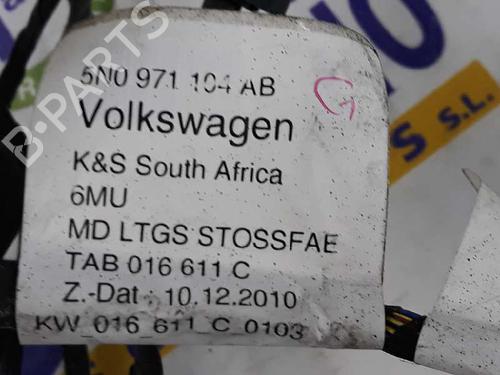 5N0 971 104 AB
Volkswagen
K&S South Africa
6MU
MD LTGS STOSSFAE
TAB 016 611 C
Z.-Dat : 10.12.2010
KW_016_611_C_0103
B-PARTS
S.L.